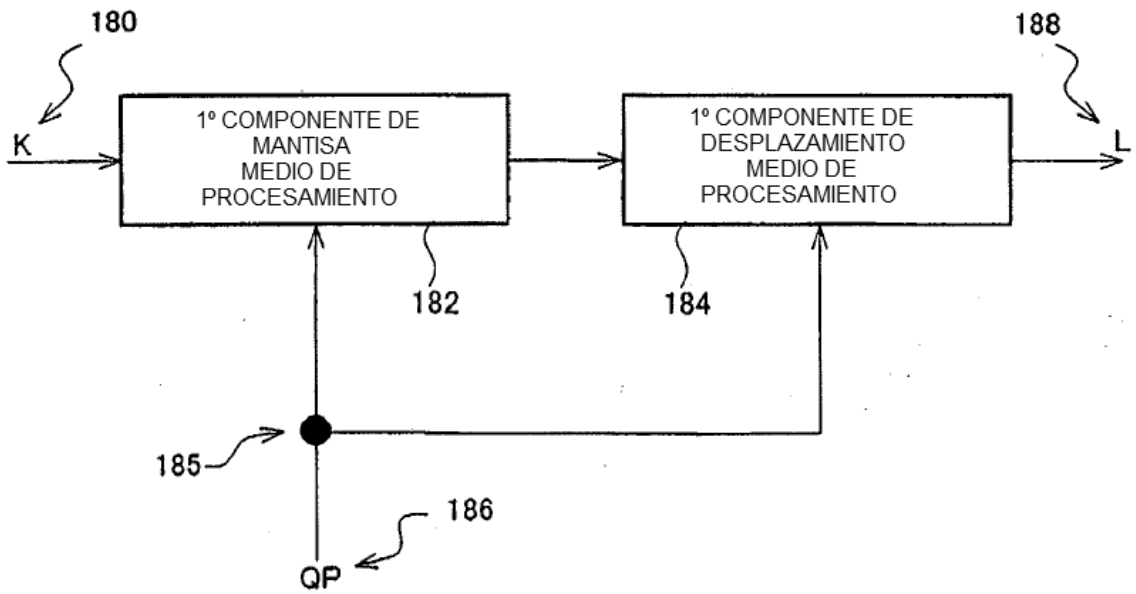 180
188
K
1º COMPONENTE DE
MANTISA
MEDIO DE
PROCESAMIENTO
1º COMPONENTE DE
DESPLAZAMIENTO
MEDIO DE
PROCESAMIENTO
L
182
184
185
186
QP